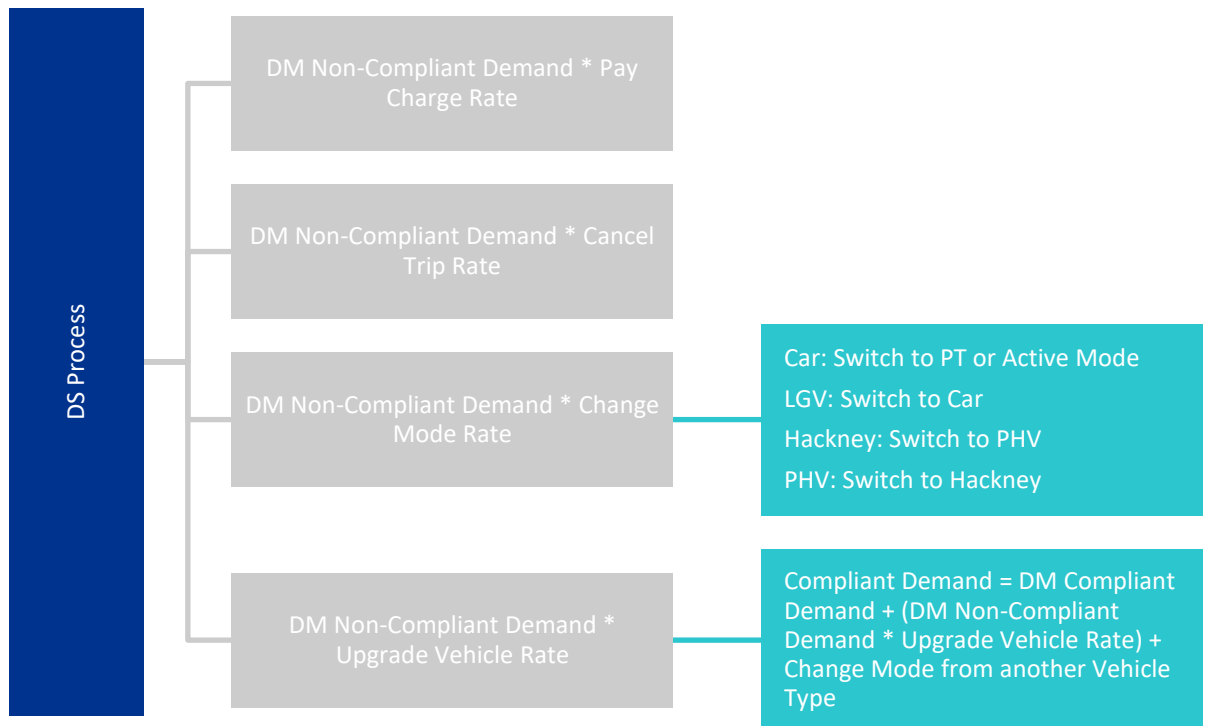 DS Process
DM Non-Compliant Demand * Pay
Charge Rate
DM Non-Compliant Demand * Cancel
Trip Rate
DM Non-Compliant Demand * Change
Mode Rate
Car: Switch to PT or Active Mode
LGV: Switch to Car
Hackney: Switch to PHV
PHV: Switch to Hackney
DM Non-Compliant Demand *
Upgrade Vehicle Rate
Compliant Demand = DM Compliant
Demand + (DM Non-Compliant
Demand * Upgrade Vehicle Rate) +
Change Mode from another Vehicle
Type